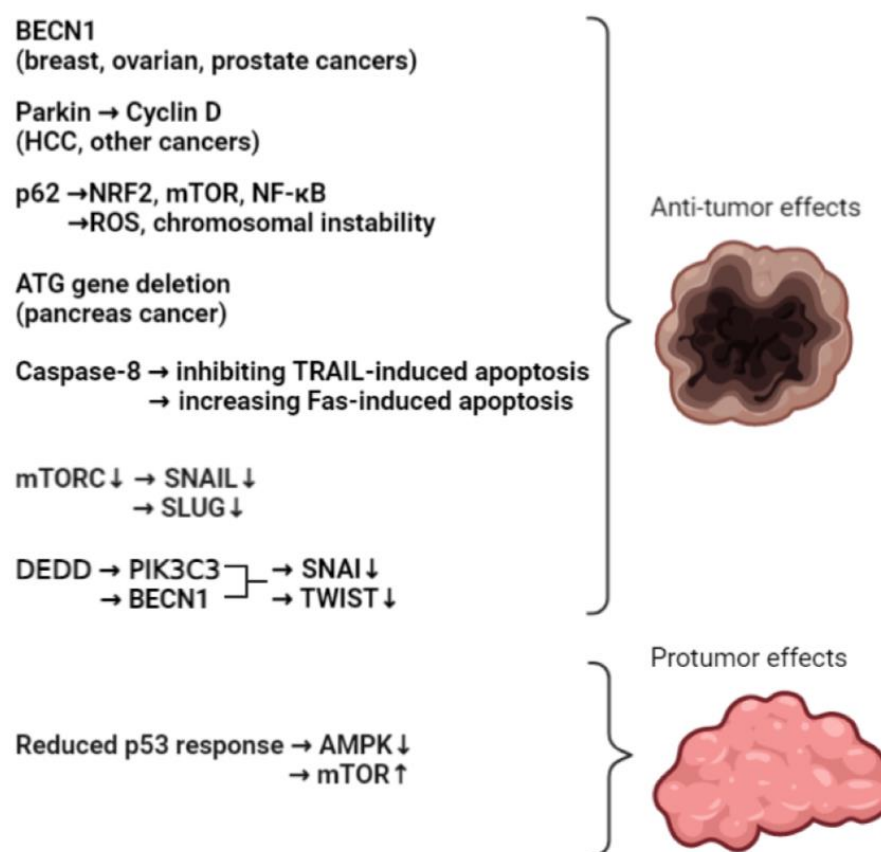 BECN1
(breast, ovarian, prostate cancers)
Parkin → Cyclin D
(HCC, other cancers)
p62 →NRF2, mTOR, NF-κB
→ROS, chromosomal instability
ATG gene deletion
(pancreas cancer)
Caspase-8 → inhibiting TRAIL-induced apoptosis
→ increasing Fas-induced apoptosis
mTORC↓ → SNAIL↓
→ SLUG↓
DEDD → PIK3C3 → SNAI↓
→ BECN1 → TWIST↓
Anti-tumor effects
Reduced p53 response → AMPK↓
→ mTOR↑
Protumor effects